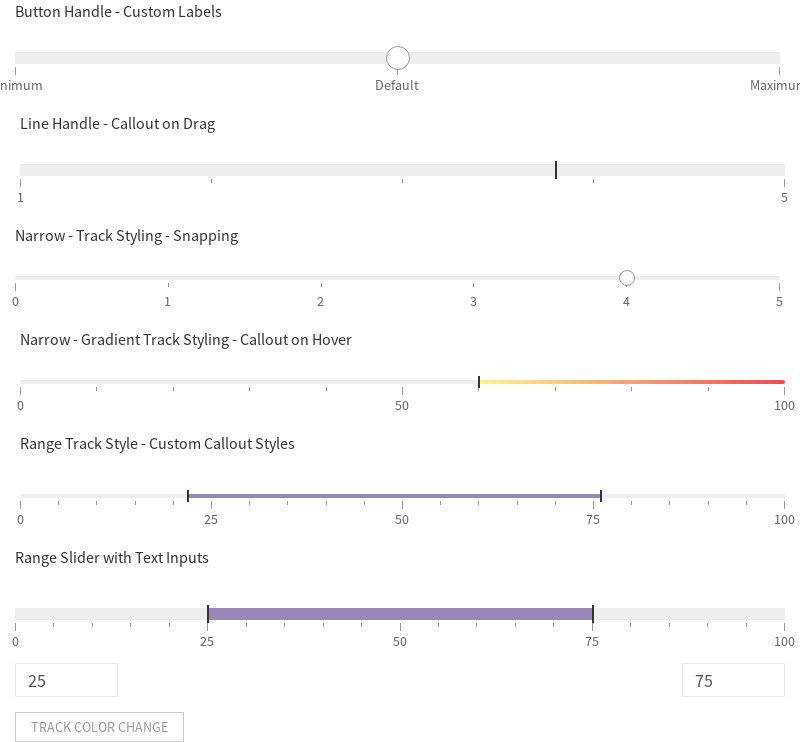 Button Handle - Custom Labels
nimum Default Maximur
Line Handle - Callout on Drag
1 5
Narrow - Track Styling - Snapping
0 1 2 3 4 5
Narrow - Gradient Track Styling - Callout on Hover
0 50 100
Range Track Style - Custom Callout Styles
0 25 50 75 100
Range Slider with Text Inputs
0 25 50 75 100
25 75
TRACK COLOR CHANGE